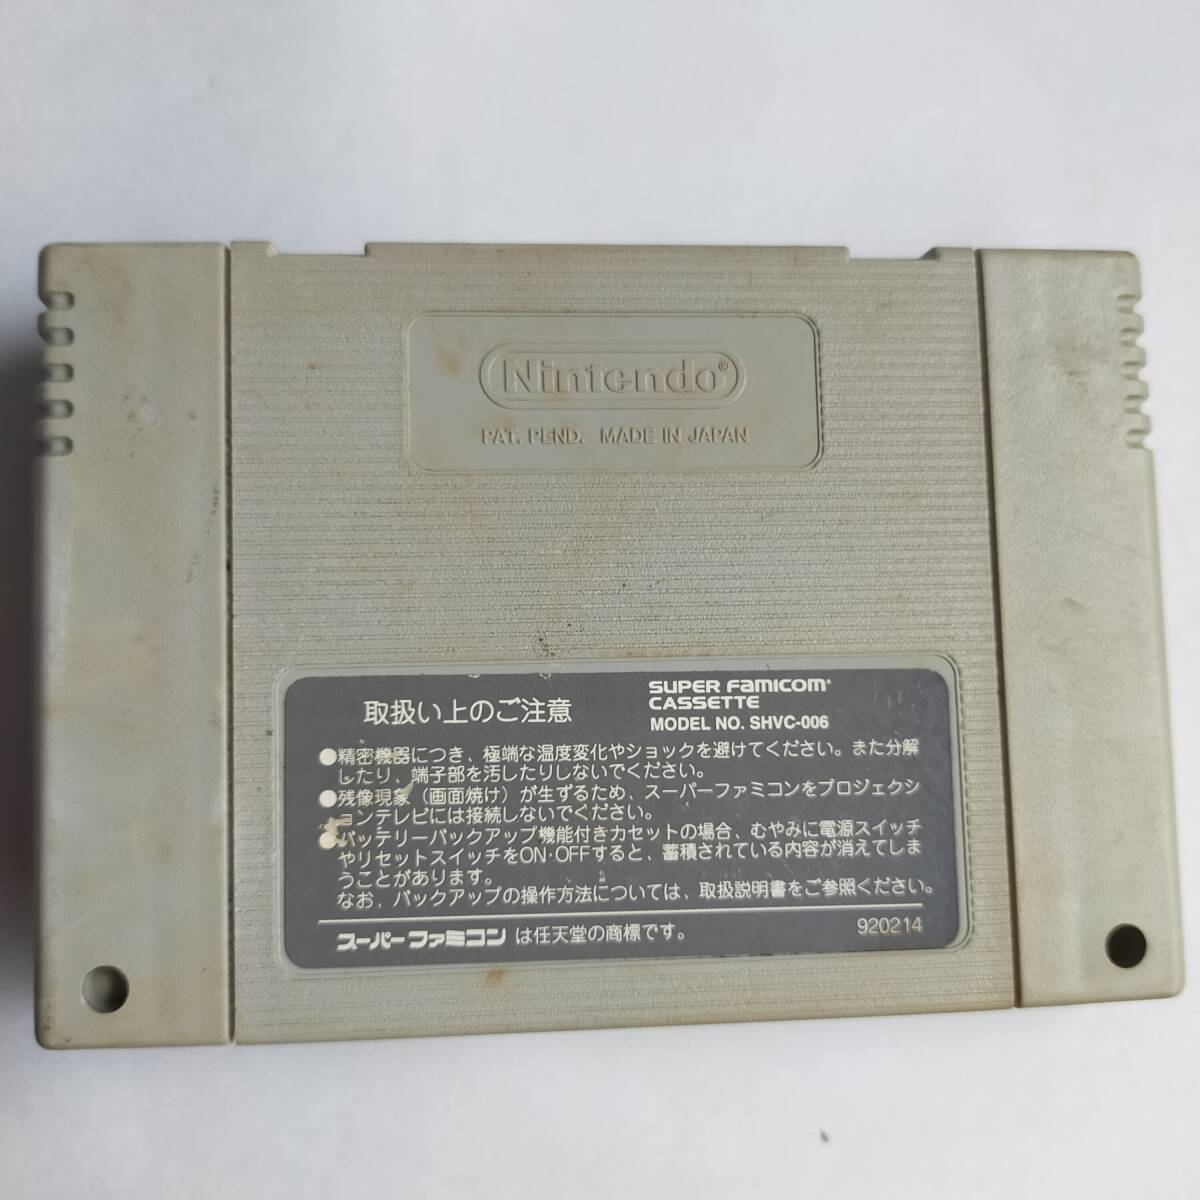 Nintendo®
PAT. PEND. MADE IN JAPAN
取扱い上のご注意
SUPER FAMICOM®
CASSETTE
MODEL NO. SHVC-006
●精密機器につき、極端な温度変化やショックを避けてください。また分解
したり、端子部を汚したりしないでください。
●残像現象（画面焼け）が生ずるため、スーパーファミコンをプロジェクシ
ョンテレビには接続しないでください。
●バッテリーバックアップ機能付きカセットの場合、むやみに電源スイッチ
やリセットスイッチをON·OFFすると、蓄積されている内容が消えてしま
うことがあります。
なお、バックアップの操作方法については、取扱説明書をご参照ください。
スーパーファミコン は任天堂の商標です。
920214